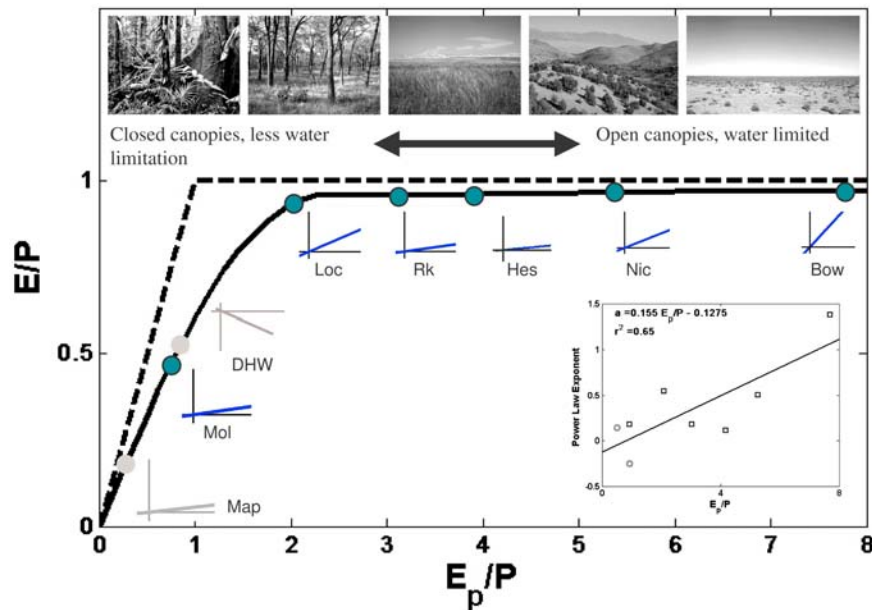 Closed canopies, less water
limitation
Open canopies, water limited
1
0.5
0
E/P
Loc
Rk
Hes
Nic
Bow
DHW
Mol
Map
a =0.155 Ep/P - 0.1275
r2 =0.65
1.5
1
0.5
0
-0.5
Power Law Exponent
0
4
8
Ep/P
0
1
2
3
4
5
6
7
8
Ep/P